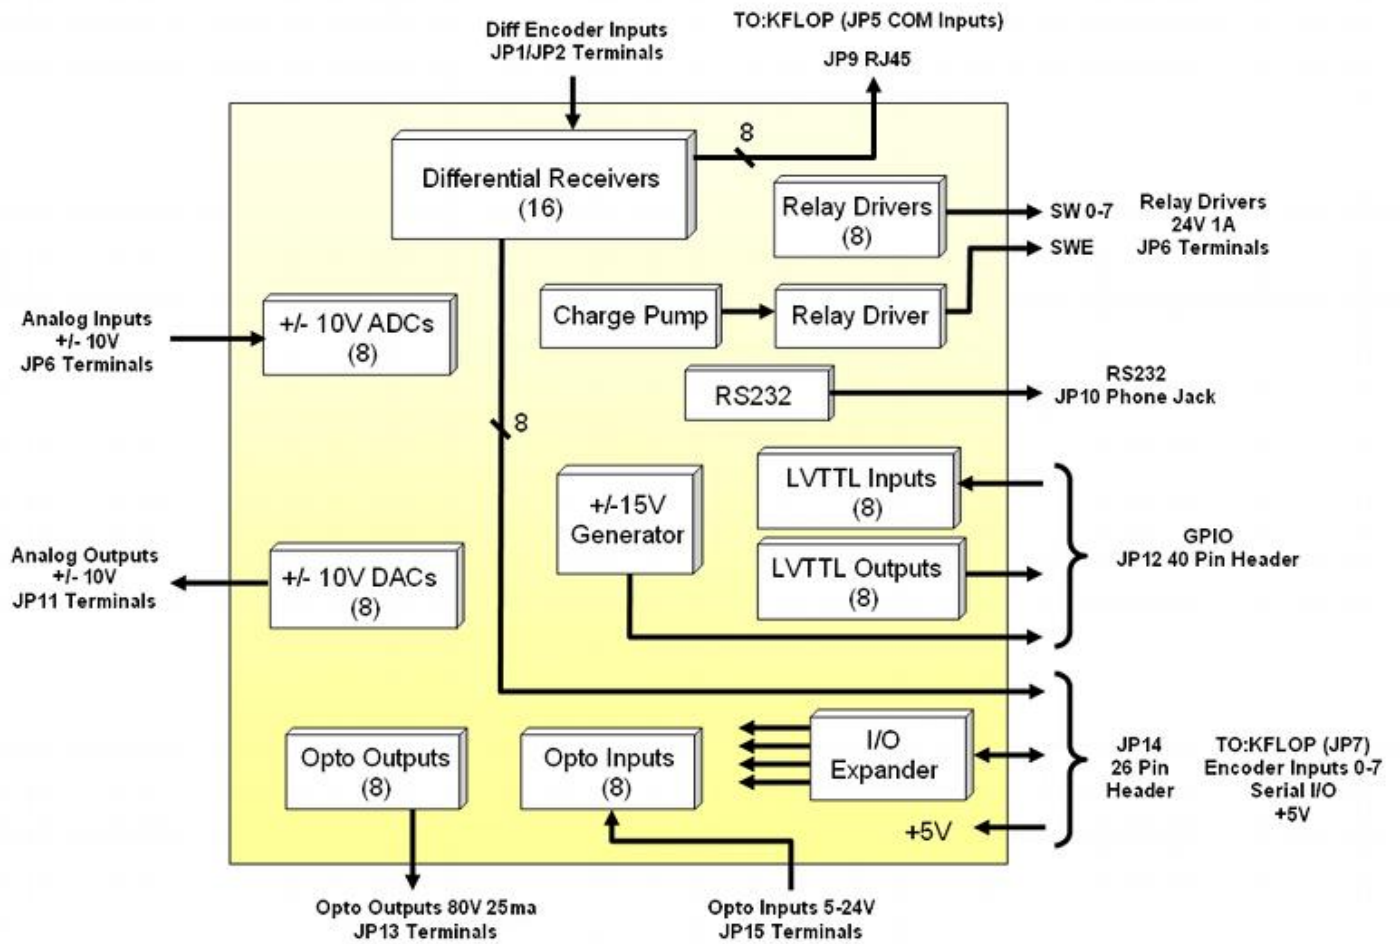 TO:KFLOP (JP5 COM Inputs)
Diff Encoder Inputs
JP1/JP2 Terminals
JP9 RJ45
8
Differential Receivers
(16)
Relay Drivers
(8)
SW 0-7
SWE
Relay Drivers
24V 1A
JP6 Terminals
Analog Inputs
+/- 10V
JP6 Terminals
+/- 10V ADCs
(8)
Charge Pump
Relay Driver
RS232
RS232
JP10 Phone Jack
8
LVTTL Inputs
(8)
+/-15V
Generator
LVTTL Outputs
(8)
GPIO
JP12 40 Pin Header
Analog Outputs
+/- 10V
JP11 Terminals
+/- 10V DACs
(8)
Opto Outputs
(8)
Opto Inputs
(8)
I/O
Expander
+5V
JP14
26 Pin
Header
TO:KFLOP (JP7)
Encoder Inputs 0-7
Serial I/O
+5V
Opto Outputs 80V 25ma
JP13 Terminals
Opto Inputs 5-24V
JP15 Terminals